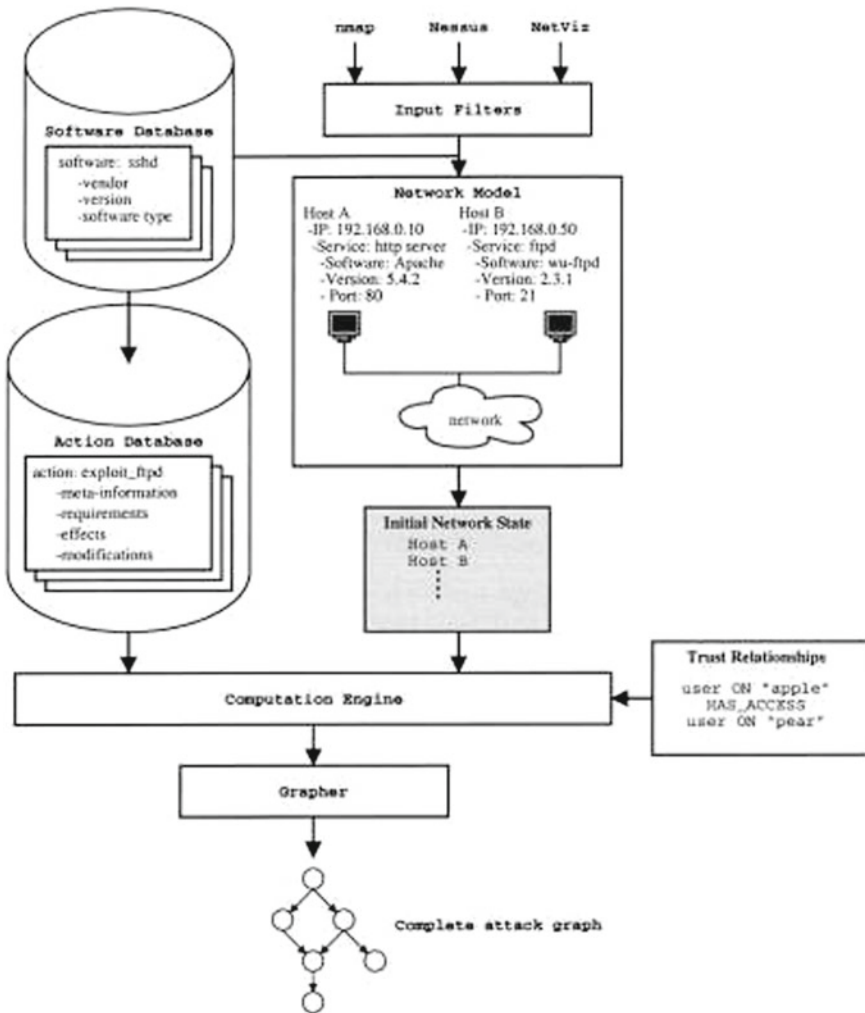 nmap Nessus NetViz
Input Filters
Software Database
software: sshd
-vendor
-version
-software type
Network Model
Host A
-IP: 192.168.0.10
-Service: http server
-Software: Apache
-Version: 5.4.2
- Port: 80
Host B
-IP: 192.168.0.50
-Service: ftpd
-Software: wu-ftpd
-Version: 2.3.1
- Port: 21
network
Action Database
action: exploit_ftpd
-meta-information
-requirements
-effects
-modifications
Initial Network State
Host A
Host B
Trust Relationships
user ON "apple"
HAS_ACCESS
user ON "pear"
Computation Engine
Grapher
Complete attack graph